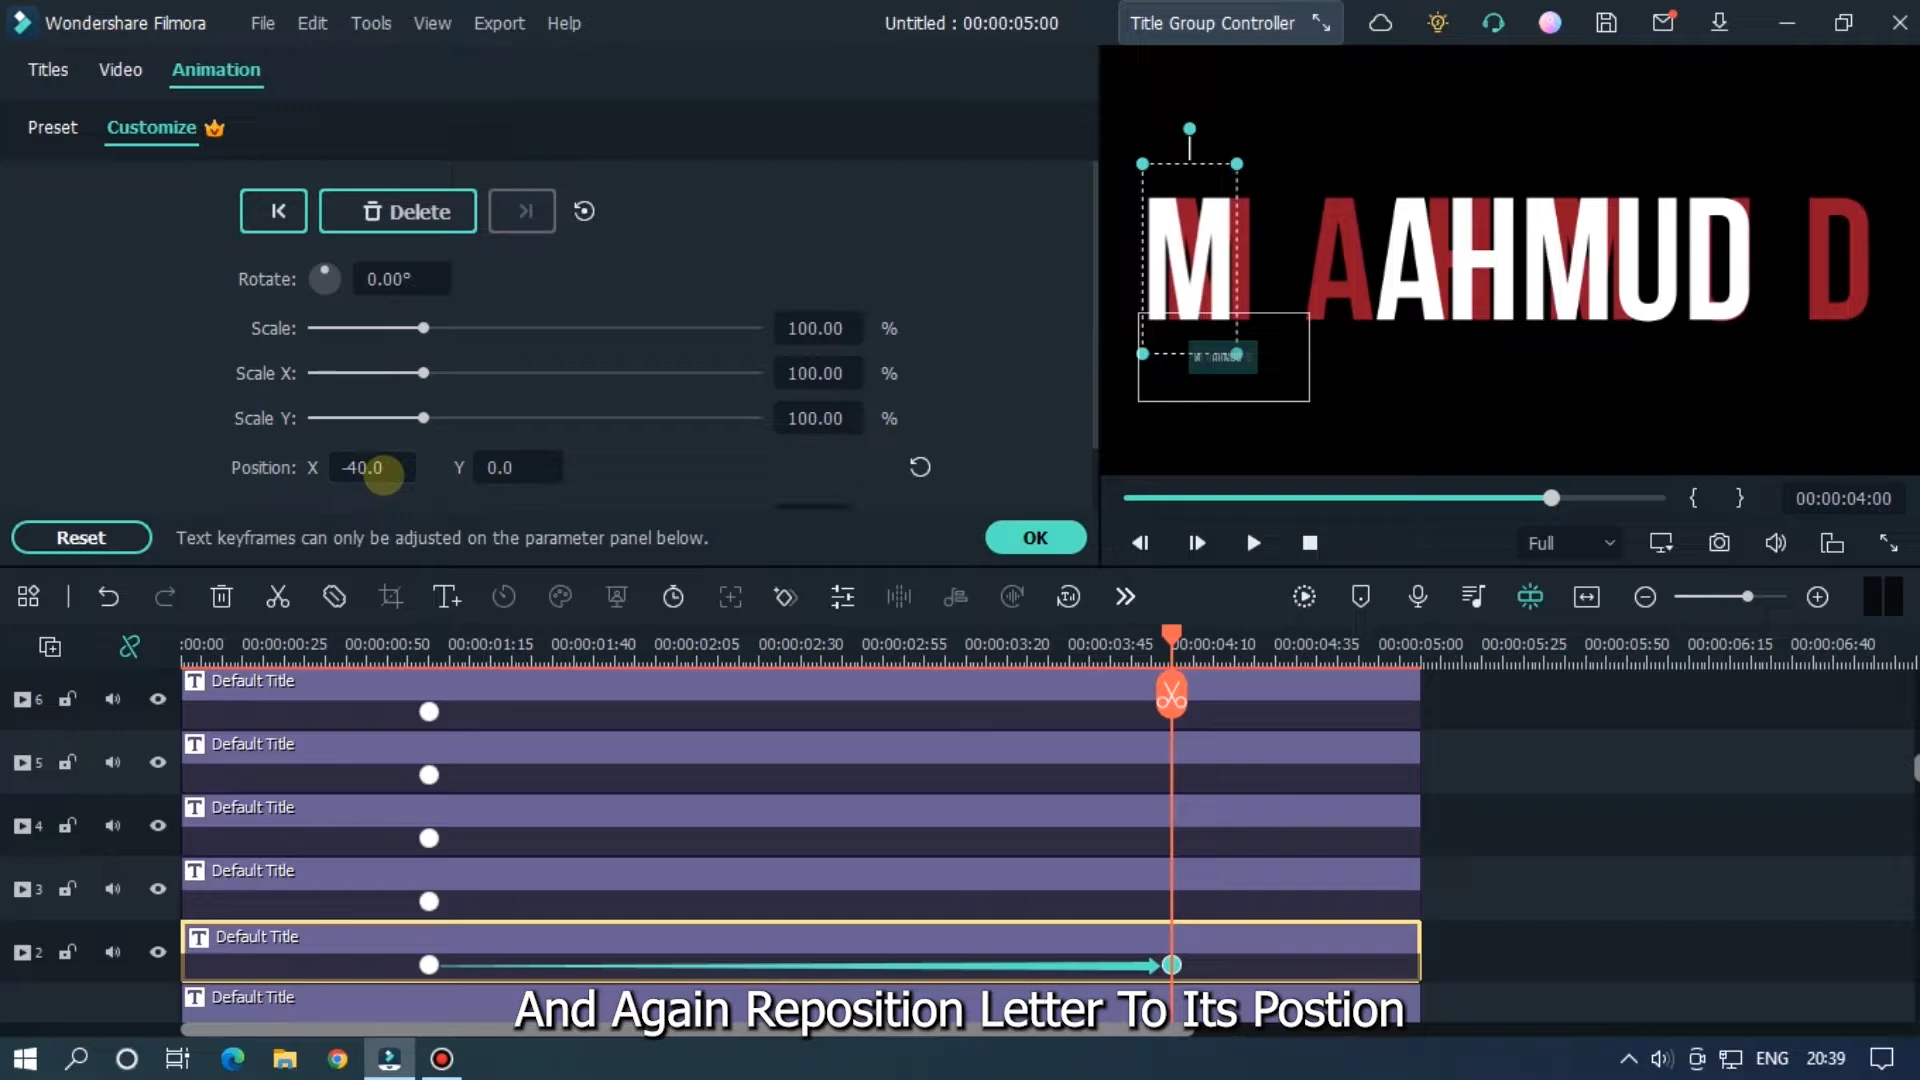 Wondershare Filmora File Edit Tools View Export Help Untitled : 00:00:05:00 Title Group Controller
Titles Video Animation
Preset Customize
Delete
Rotate: 0.00°
Scale: 100.00 %
Scale X: 100.00 %
Scale Y: 100.00 %
Position: X -40.0 Y 0.0
M AAHMUD D
Reset Text keyframes can only be adjusted on the parameter panel below. OK
{ } 00:00:04:00
Full
:00:00 00:00:00:25 00:00:00:50 00:00:01:15 00:00:01:40 00:00:02:05 00:00:02:30 00:00:02:55 00:00:03:20 00:00:03:45 00:00:04:10 00:00:04:35 00:00:05:00 00:00:05:25 00:00:05:50 00:00:06:15 00:00:06:40
6 T Default Title
5 T Default Title
4 T Default Title
3 T Default Title
2 T Default Title
T Default Title
And Again Reposition Letter To Its Postion
ENG 20:39